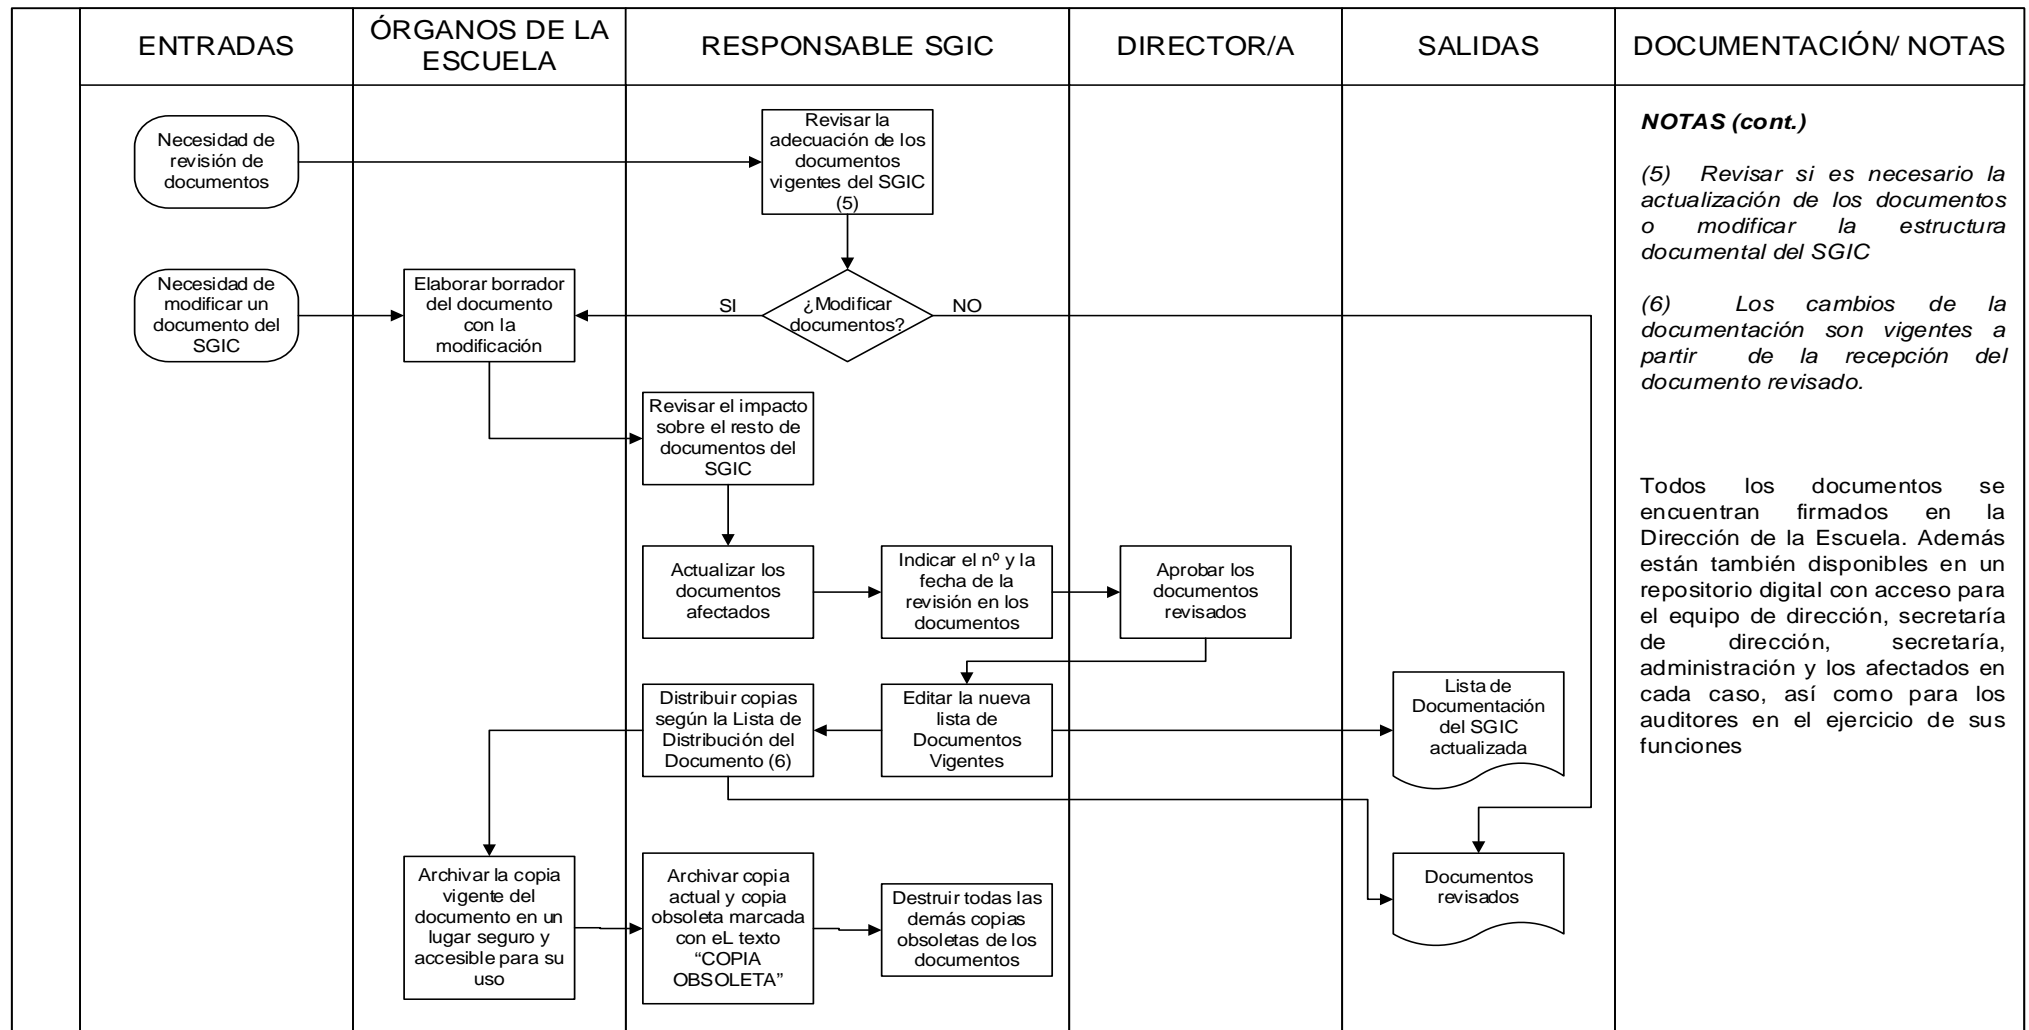 ENTRADAS
ÓRGANOS DE LA
ESCUELA
RESPONSABLE SGIC
DIRECTOR/A
SALIDAS
DOCUMENTACIÓN/ NOTAS
Necesidad de
revisión de
documentos
Revisar la
adecuación de los
documentos
vigentes del SGIC
(5)
Necesidad de
modificar un
documento del
SGIC
Elaborar borrador
del documento
con la
modificación
SI
¿Modificar
documentos?
NO
Revisar el impacto
sobre el resto de
documentos del
SGIC
Actualizar los
documentos
afectados
Indicar el nº y la
fecha de la
revisión en los
documentos
Aprobar los
documentos
revisados
Distribuir copias
según la Lista de
Distribución del
Documento (6)
Editar la nueva
lista de
Documentos
Vigentes
Lista de
Documentación
del SGIC
actualizada
Archivar la copia
vigente del
documento en un
lugar seguro y
accesible para su
uso
Archivar copia
actual y copia
obsoleta marcada
con eL texto
“COPIA
OBSOLETA”
Destruir todas las
demás copias
obsoletas de los
documentos
Documentos
revisados
NOTAS (cont.)
(5) Revisar si es necesario la
actualización de los documentos
o modificar la estructura
documental del SGIC
(6) Los cambios de la
documentación son vigentes a
partir de la recepción del
documento revisado.
Todos los documentos se
encuentran firmados en la
Dirección de la Escuela. Además
están también disponibles en un
repositorio digital con acceso para
el equipo de dirección, secretaría
de dirección, secretaría,
administración y los afectados en
cada caso, así como para los
auditores en el ejercicio de sus
funciones